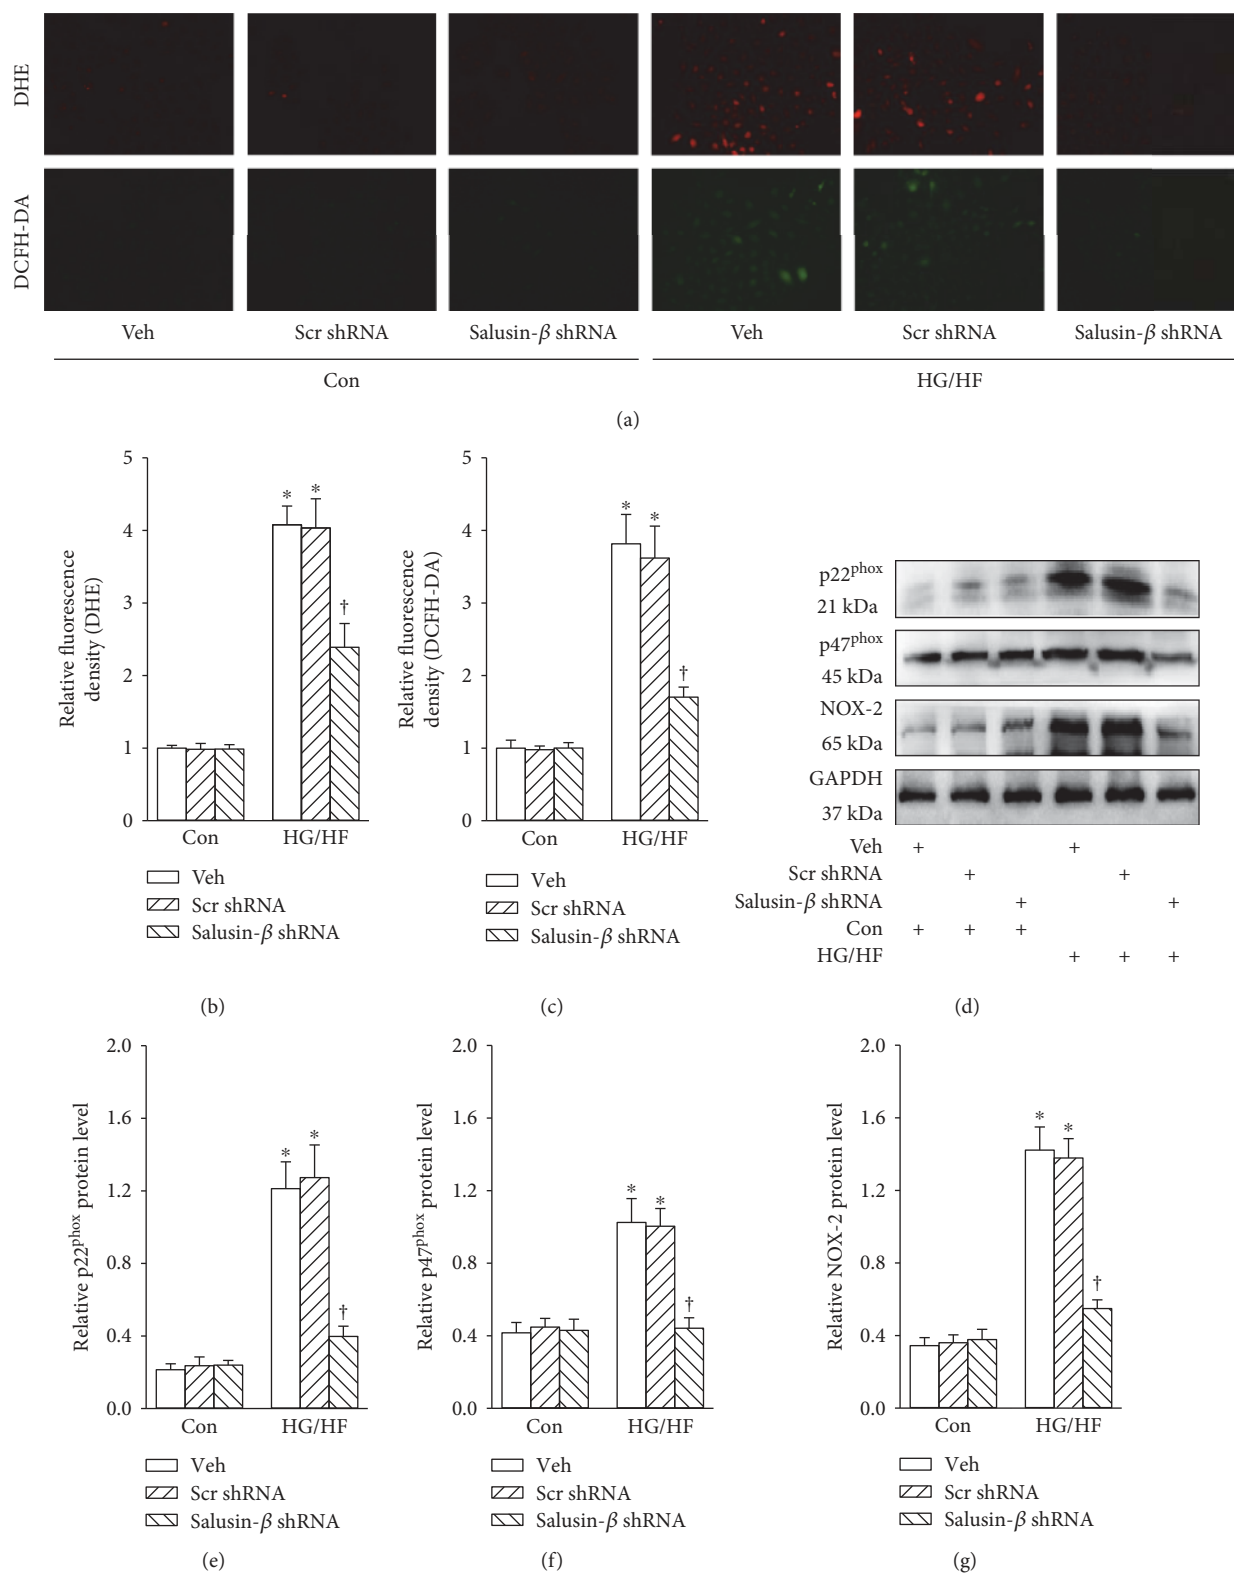 DHE
DCFH-DA
Veh
Scr shRNA
Salusin-β shRNA
Veh
Scr shRNA
Salusin-β shRNA
Con
HG/HF
(a)
Relative fluorescence
density (DHE)
5
4
3
2
1
0
*
*
†
Con
HG/HF
Veh
Scr shRNA
Salusin-β shRNA
(b)
Relative fluorescence
density (DCFH-DA)
5
4
3
2
1
0
*
*
†
Con
HG/HF
Veh
Scr shRNA
Salusin-β shRNA
(c)
p22phox
21 kDa
p47phox
45 kDa
NOX-2
65 kDa
GAPDH
37 kDa
Veh + +
Scr shRNA + +
Salusin-β shRNA + +
Con + + +
HG/HF + + +
(d)
Relative p22phox protein level
2.0
1.6
1.2
0.8
0.4
0.0
*
*
†
Con
HG/HF
Veh
Scr shRNA
Salusin-β shRNA
(e)
Relative p47phox protein level
2.0
1.6
1.2
0.8
0.4
0.0
*
*
†
Con
HG/HF
Veh
Scr shRNA
Salusin-β shRNA
(f)
Relative NOX-2 protein level
2.0
1.6
1.2
0.8
0.4
0.0
*
*
†
Con
HG/HF
Veh
Scr shRNA
Salusin-β shRNA
(g)